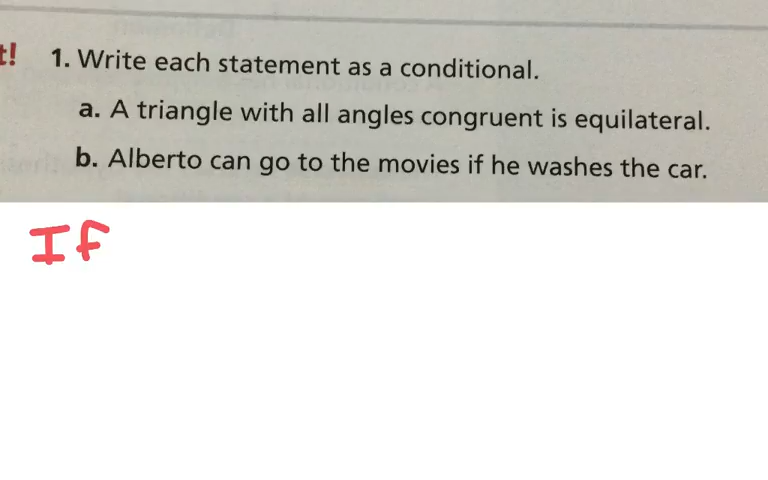 t! 1. Write each statement as a conditional.
a. A triangle with all angles congruent is equilateral.
b. Alberto can go to the movies if he washes the car.
If